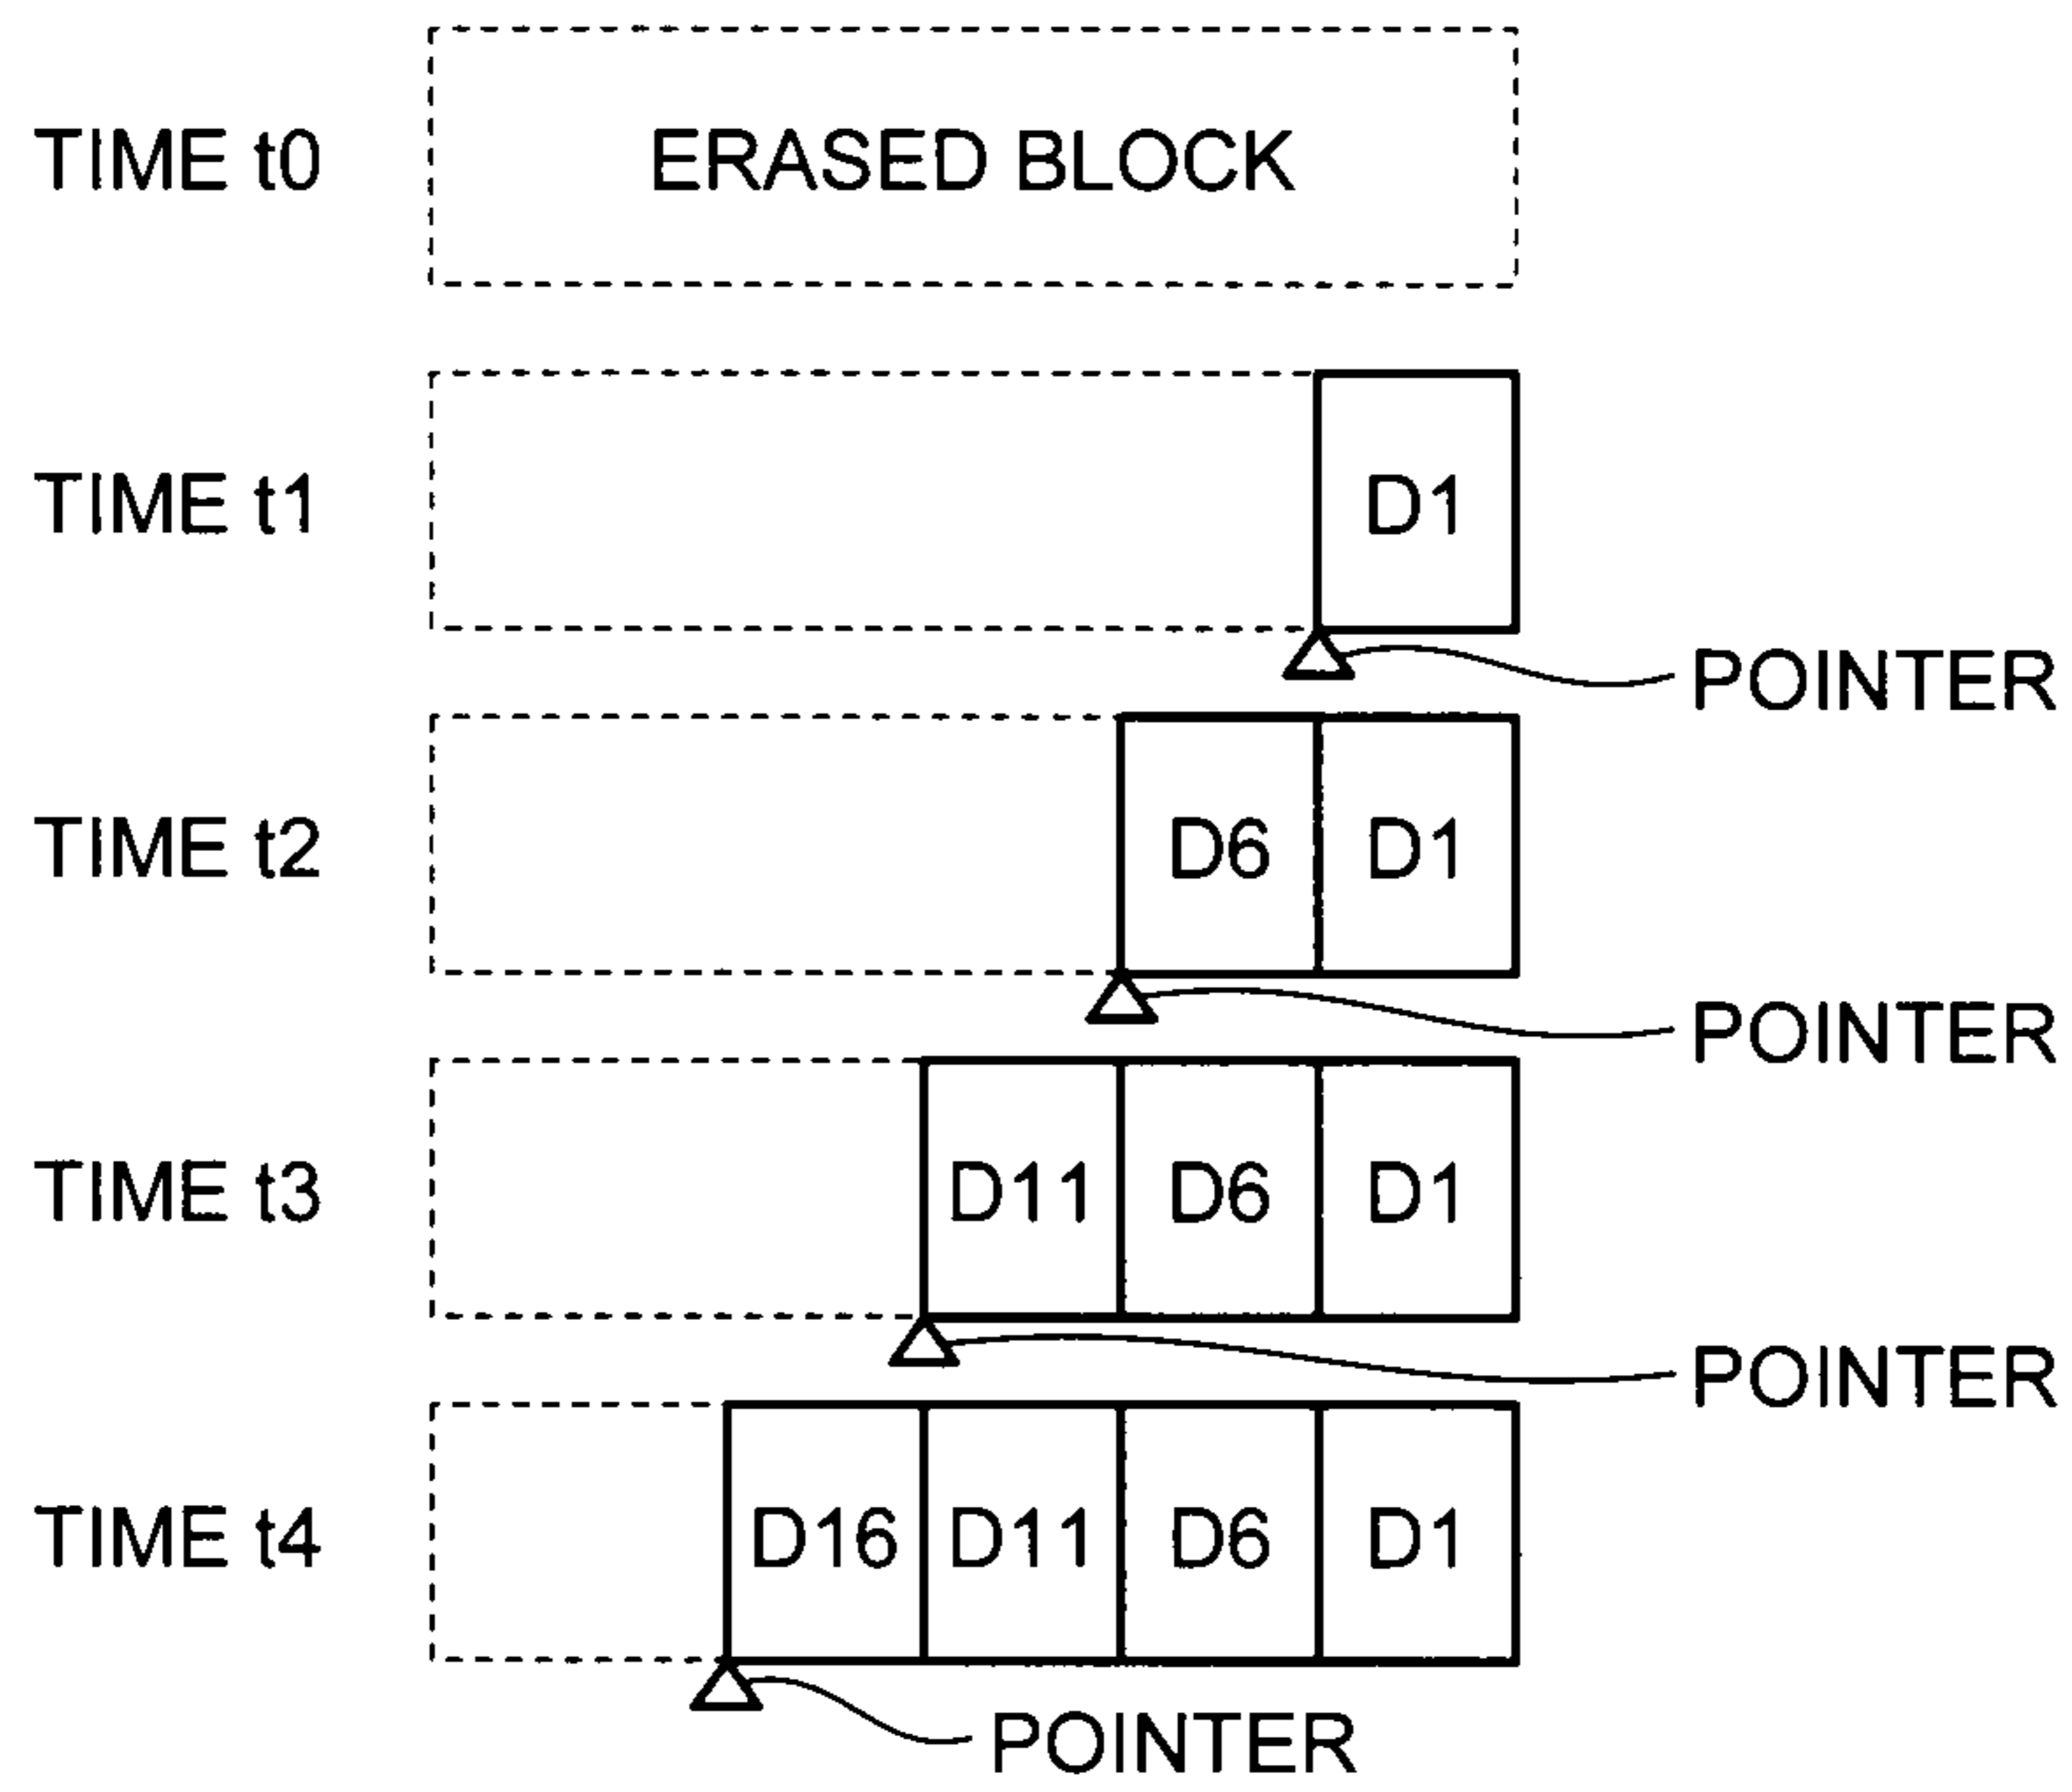 TIME t0 ERASED BLOCK
TIME t1 D1
POINTER
TIME t2 D6 D1
POINTER
TIME t3 D11 D6 D1
POINTER
TIME t4 D16 D11 D6 D1
POINTER